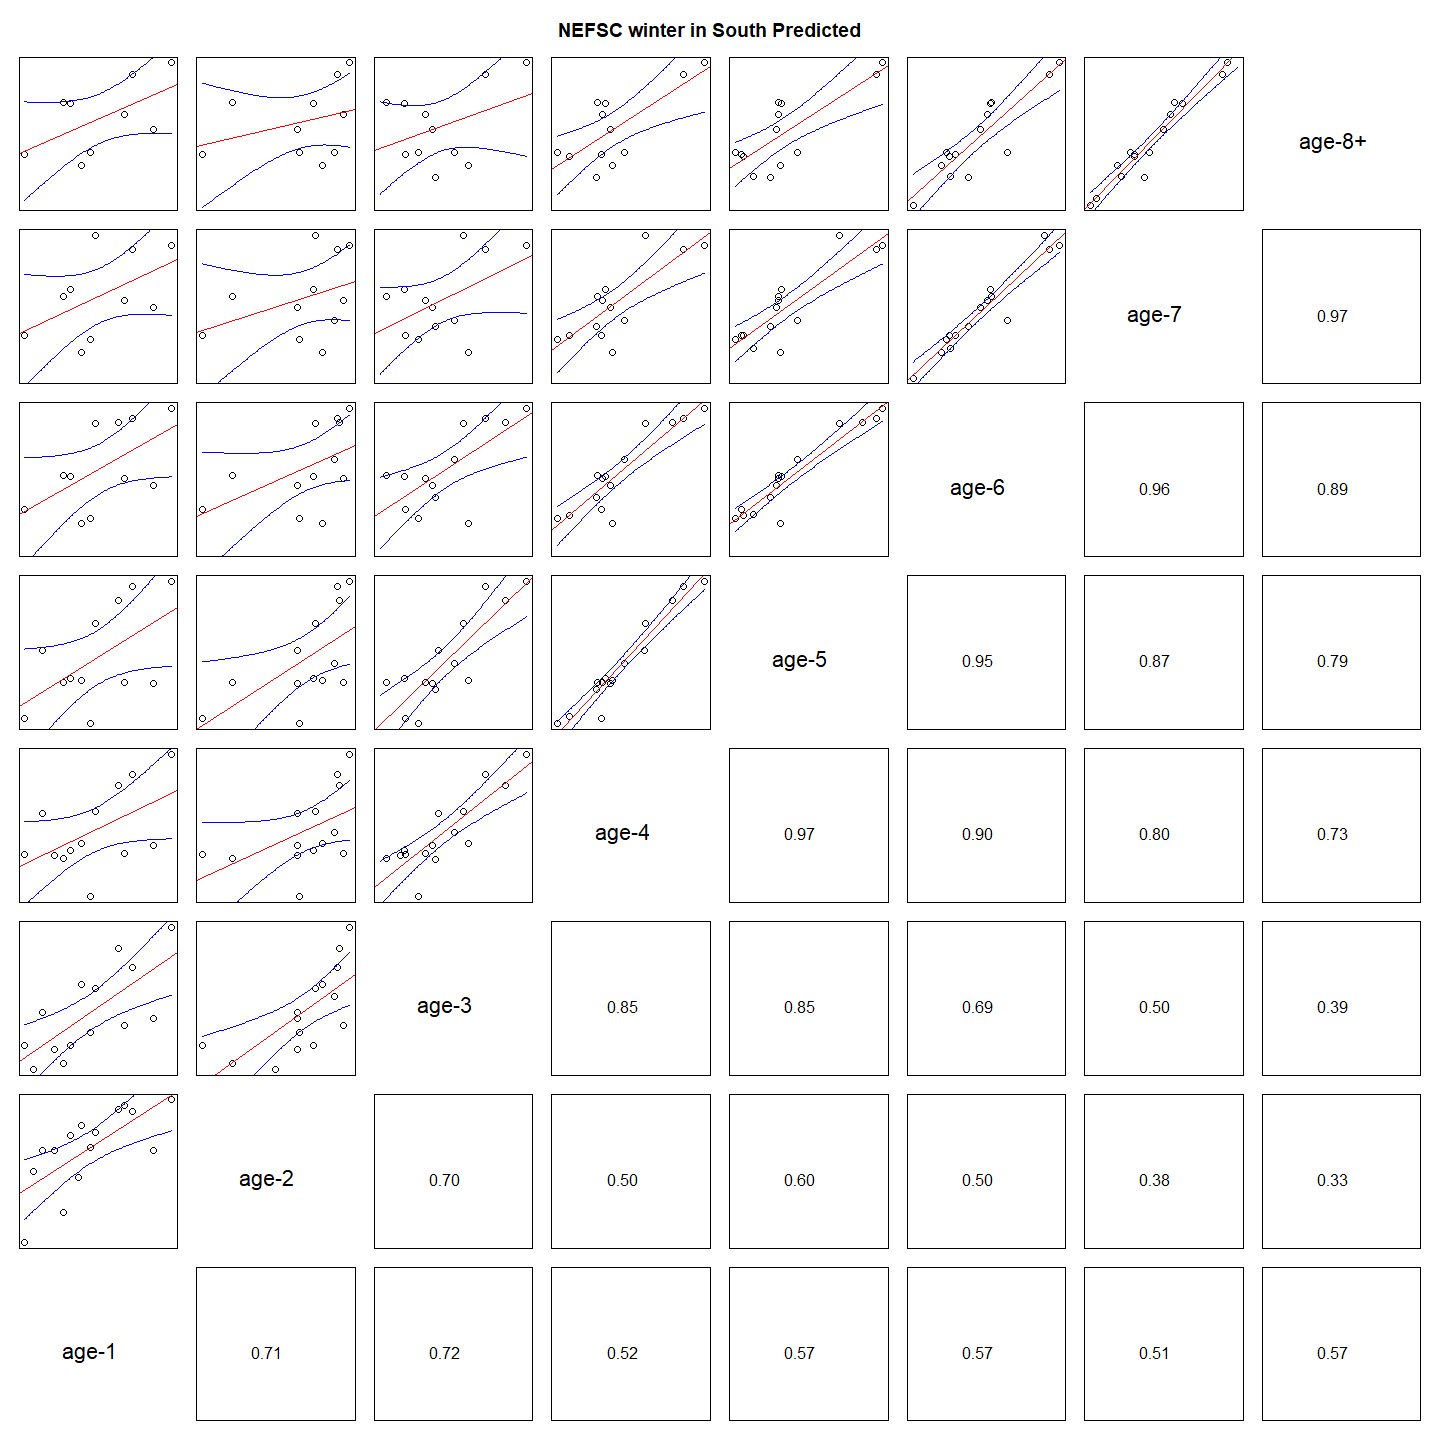 NEFSC winter in South Predicted
age-8+
age-7 0.97
age-6 0.96 0.89
age-5 0.95 0.87 0.79
age-4 0.97 0.90 0.80 0.73
age-3 0.85 0.85 0.69 0.50 0.39
age-2 0.70 0.50 0.60 0.50 0.38 0.33
age-1 0.71 0.72 0.52 0.57 0.57 0.51 0.57